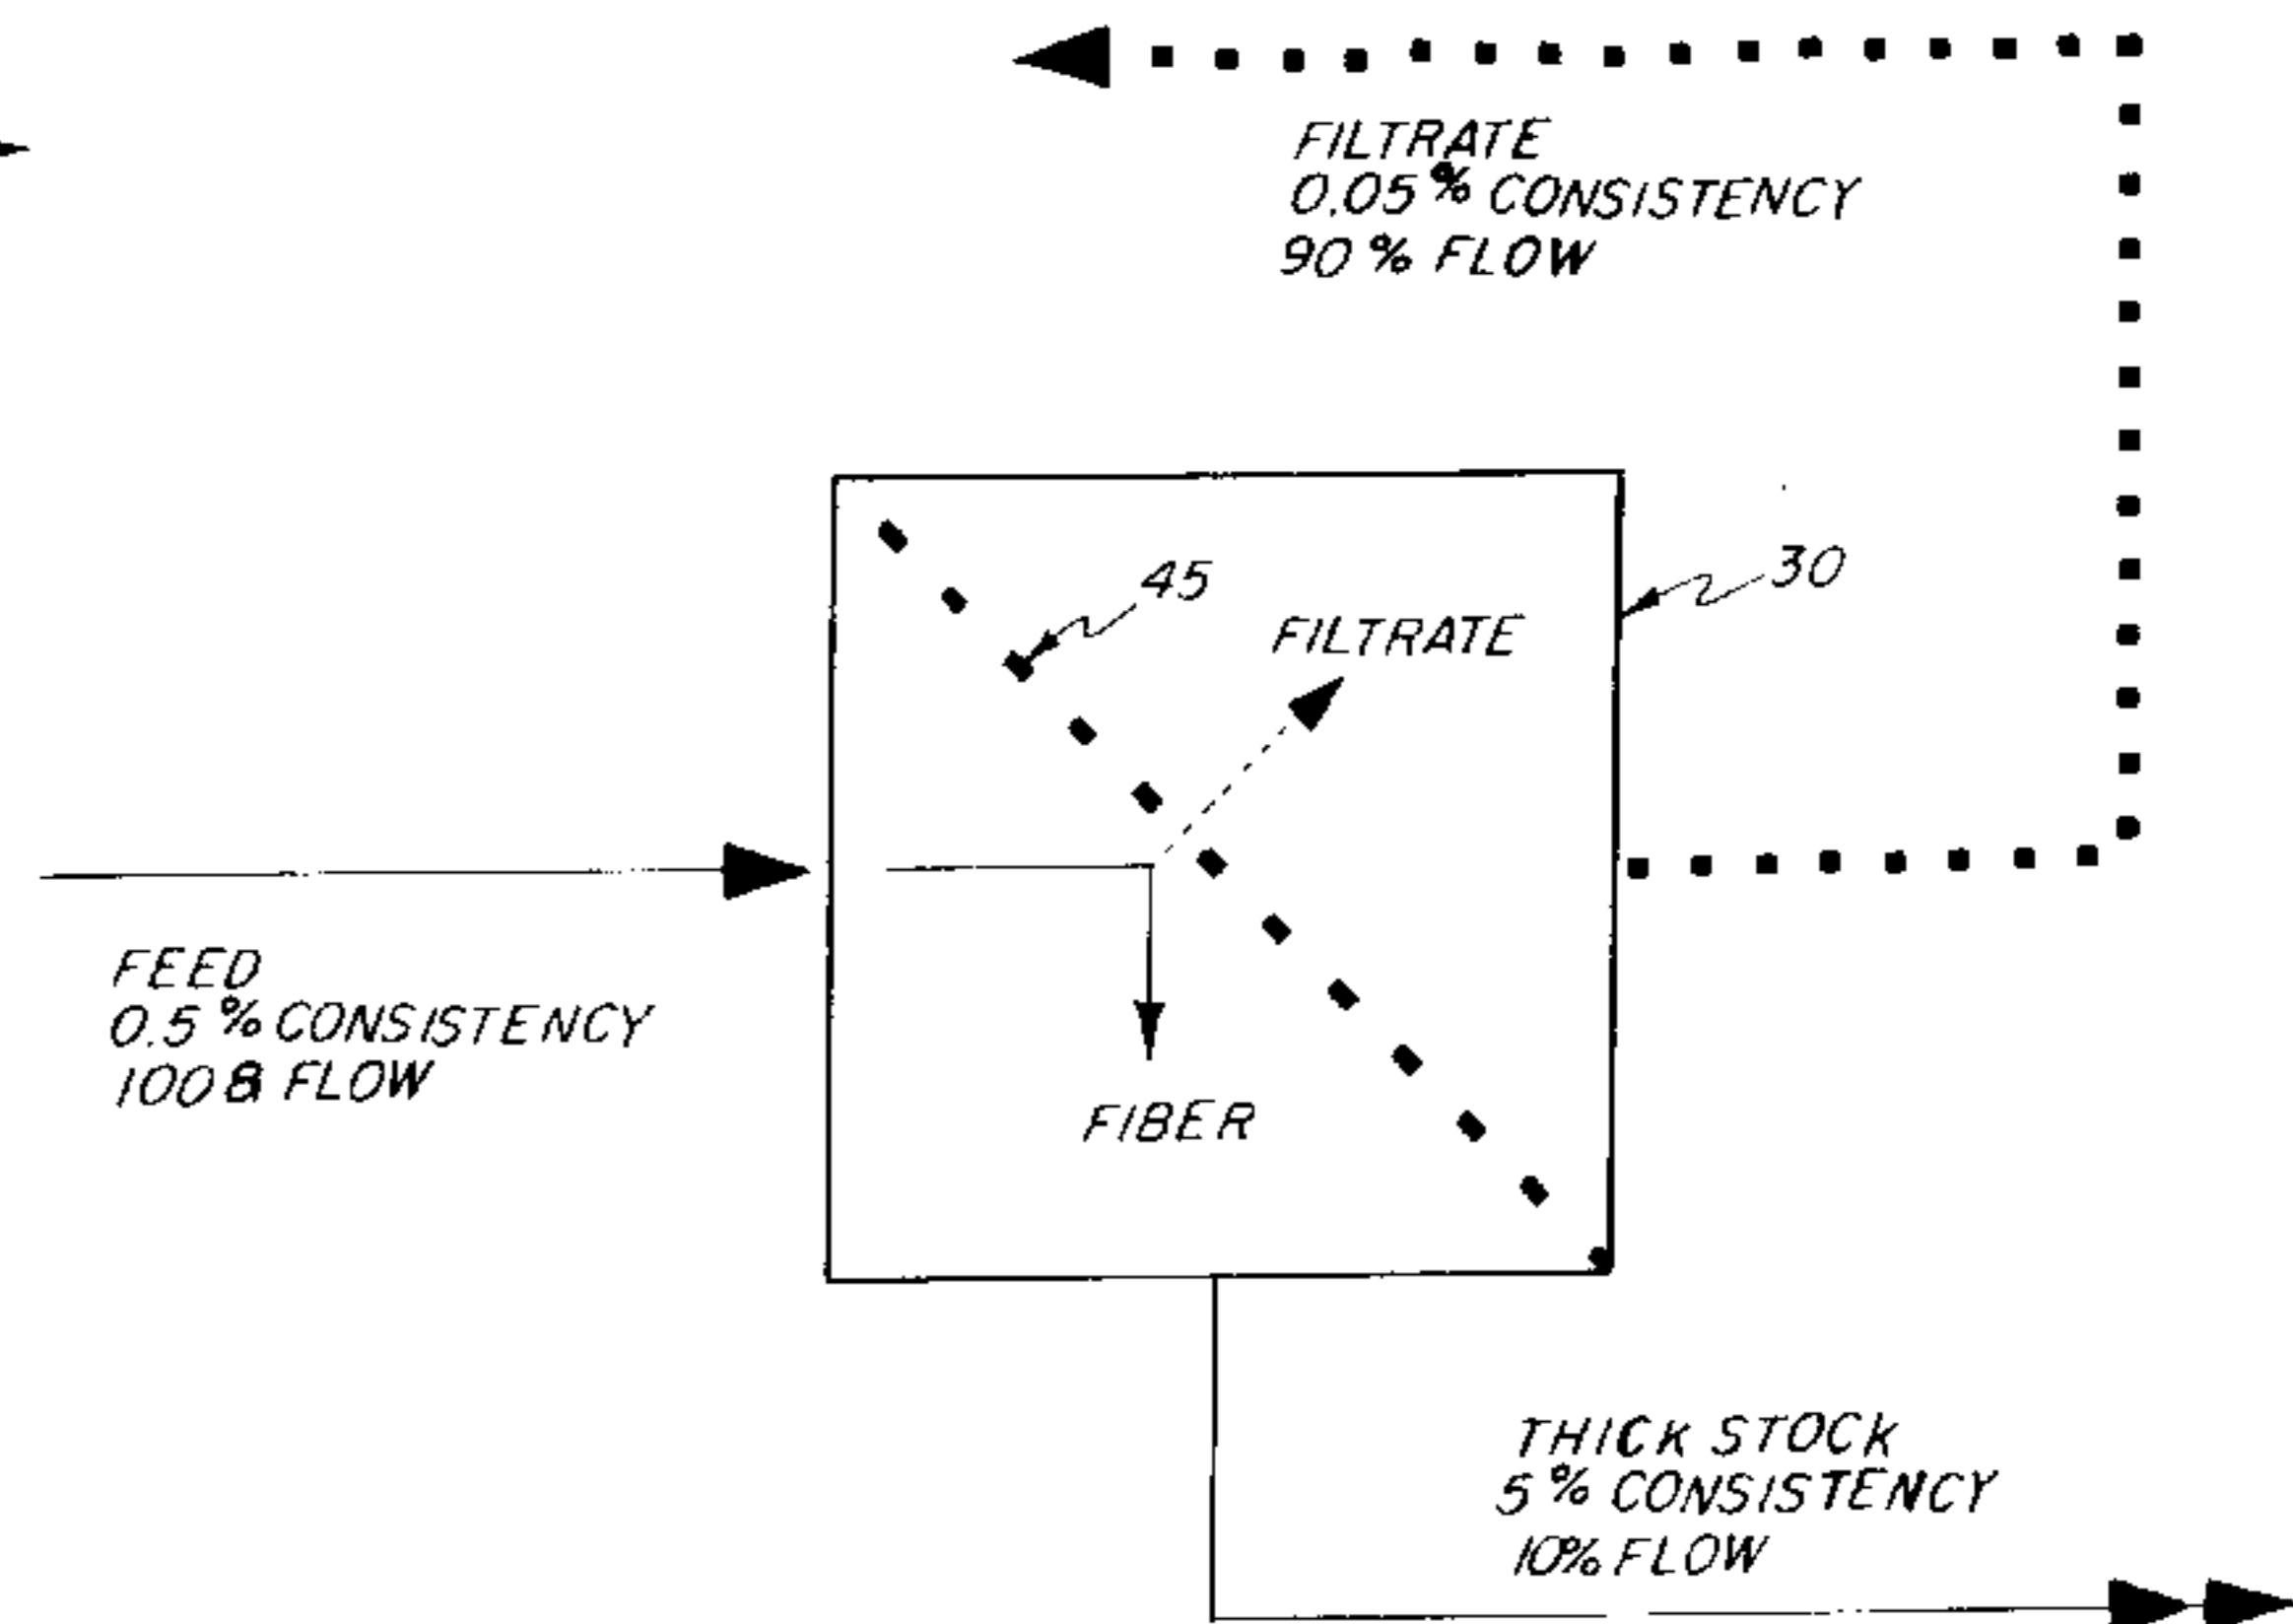 FILTRATE
0.05% CONSISTENCY
90% FLOW
45
30
FILTRATE
FEED
0.5% CONSISTENCY
100% FLOW
FIBER
THICK STOCK
5% CONSISTENCY
10% FLOW